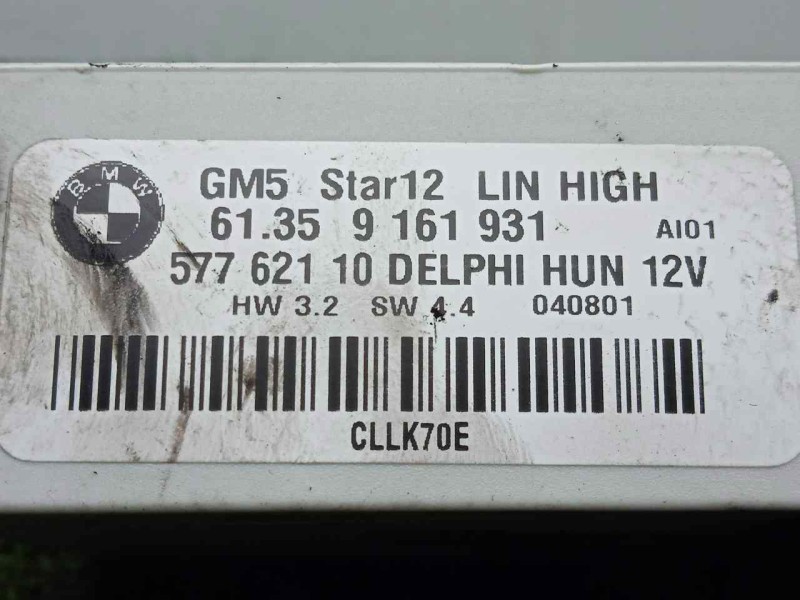 BMW
GM5 Star12 LIN HIGH
61.35 9 161 931 AI01
577 621 10 DELPHI HUN 12V
HW 3.2 SW 4.4 040801
CLLK70E